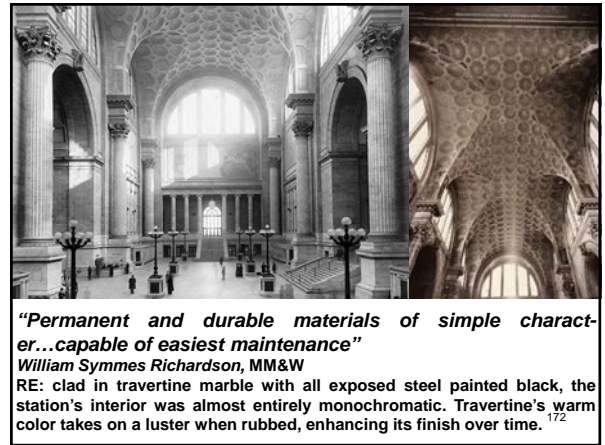 “Permanent and durable materials of simple charact-
er…capable of easiest maintenance”
William Symmes Richardson, MM&W
RE: clad in travertine marble with all exposed steel painted black, the
station’s interior was almost entirely monochromatic. Travertine’s warm
color takes on a luster when rubbed, enhancing its finish over time. 172